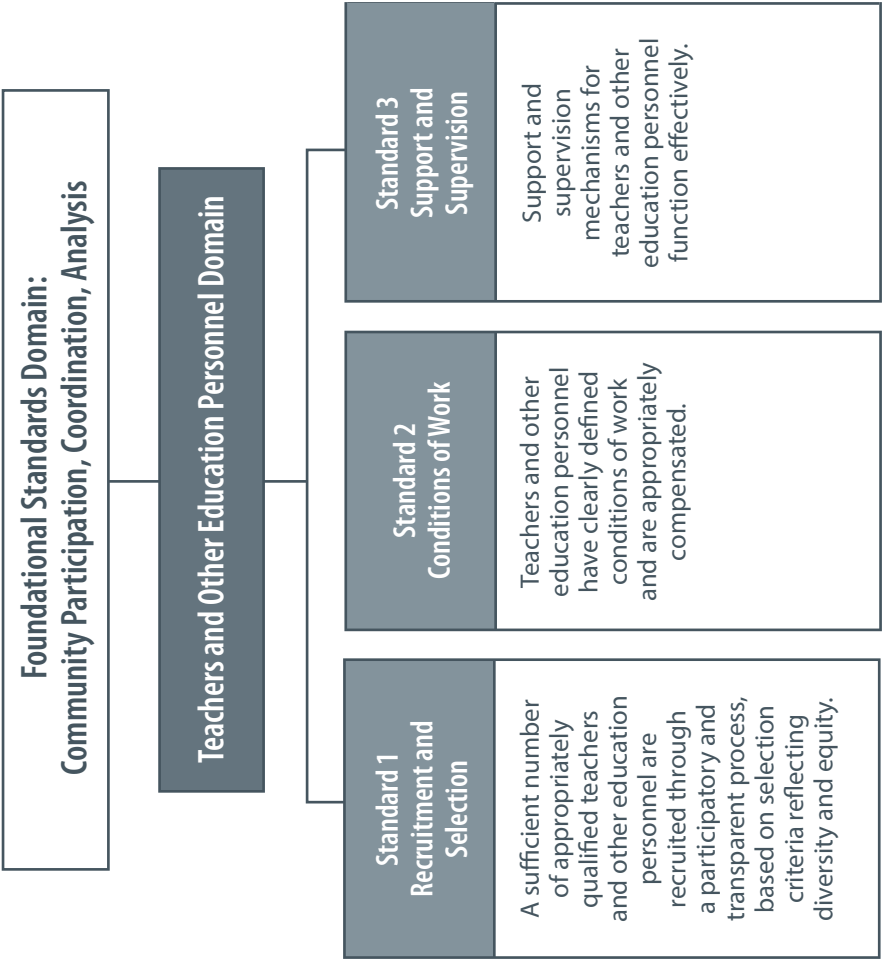 Foundational Standards Domain:
Community Participation, Coordination, Analysis
Teachers and Other Education Personnel Domain
Standard 1
Recruitment and
Selection
A sufficient number
of appropriately
qualified teachers
and other education
personnel are
recruited through
a participatory and
transparent process,
based on selection
criteria reflecting
diversity and equity.
Standard 2
Conditions of Work
Teachers and other
education personnel
have clearly defined
conditions of work
and are appropriately
compensated.
Standard 3
Support and
Supervision
Support and
supervision
mechanisms for
teachers and other
education personnel
function effectively.